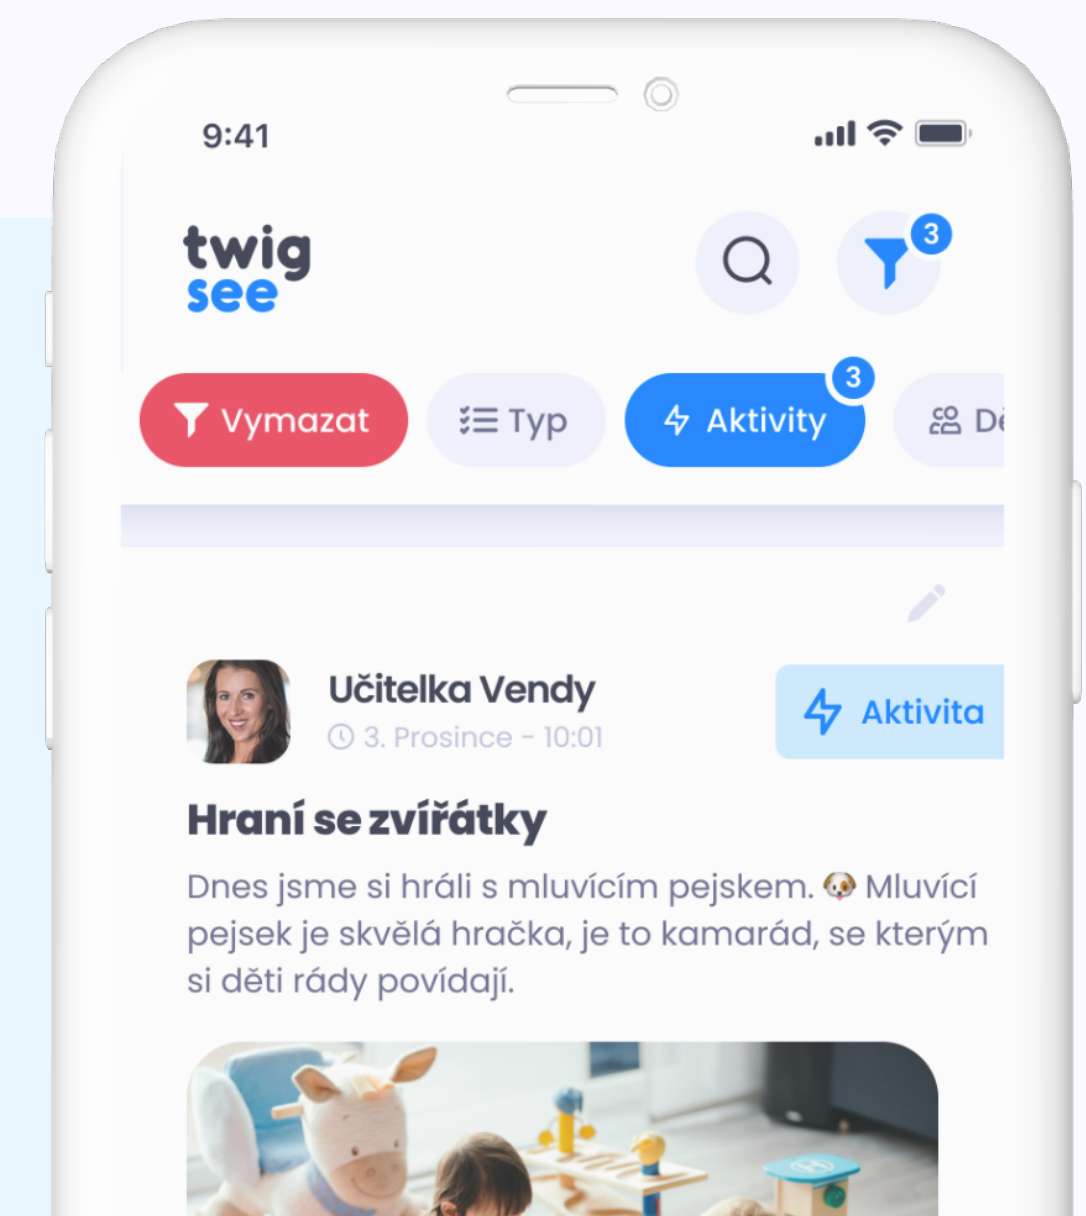 9:41
twig
see
3
Vymazat
Typ
Aktivity
3
Dě
Učitelka Vendy
3. Prosince - 10:01
Aktivita
Hraní se zvířátky
Dnes jsme si hráli s mluvícím pejskem. 🐶 Mluvící
pejsek je skvělá hračka, je to kamarád, se kterým
si děti rády povídají.